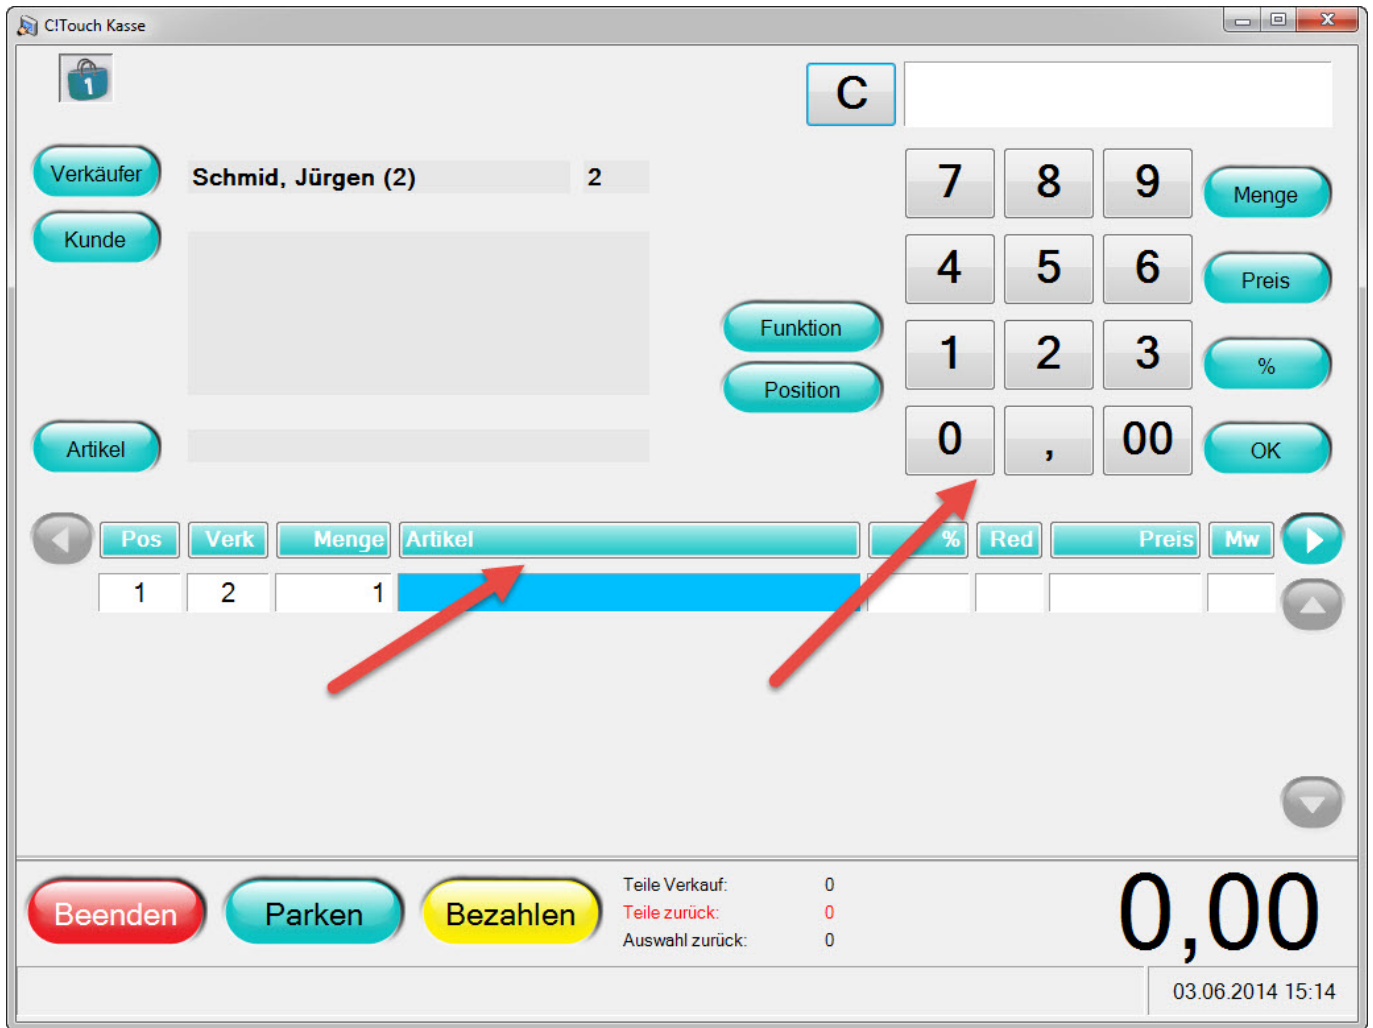 C!Touch Kasse
1
C
Verkäufer Schmid, Jürgen (2) 2
Kunde
7 8 9 Menge
4 5 6 Preis
Funktion
1 2 3 %
Position
Artikel
0 , 00 OK
Pos Verk Menge Artikel % Red Preis Mw
1 2 1
Beenden Parken Bezahlen
Teile Verkauf: 0
Teile zurück: 0
Auswahl zurück: 0
0,00
03.06.2014 15:14